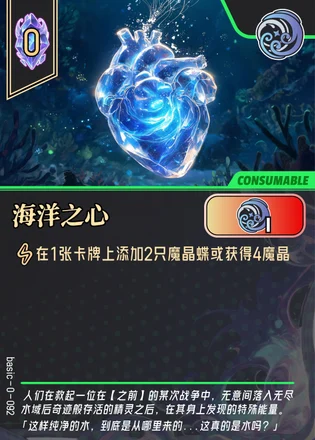 0
CONSUMABLE
海洋之心
1
在1张卡牌上添加2只魔晶蝶或获得4魔晶
basic-0-092
人们在救起一位在【之前】的某次战争中，无意间落入无尽
水域后奇迹般存活的精灵之后，在其身上发现的特殊能量。
「这样纯净的水，到底是从哪里来的...这真的是水吗？」